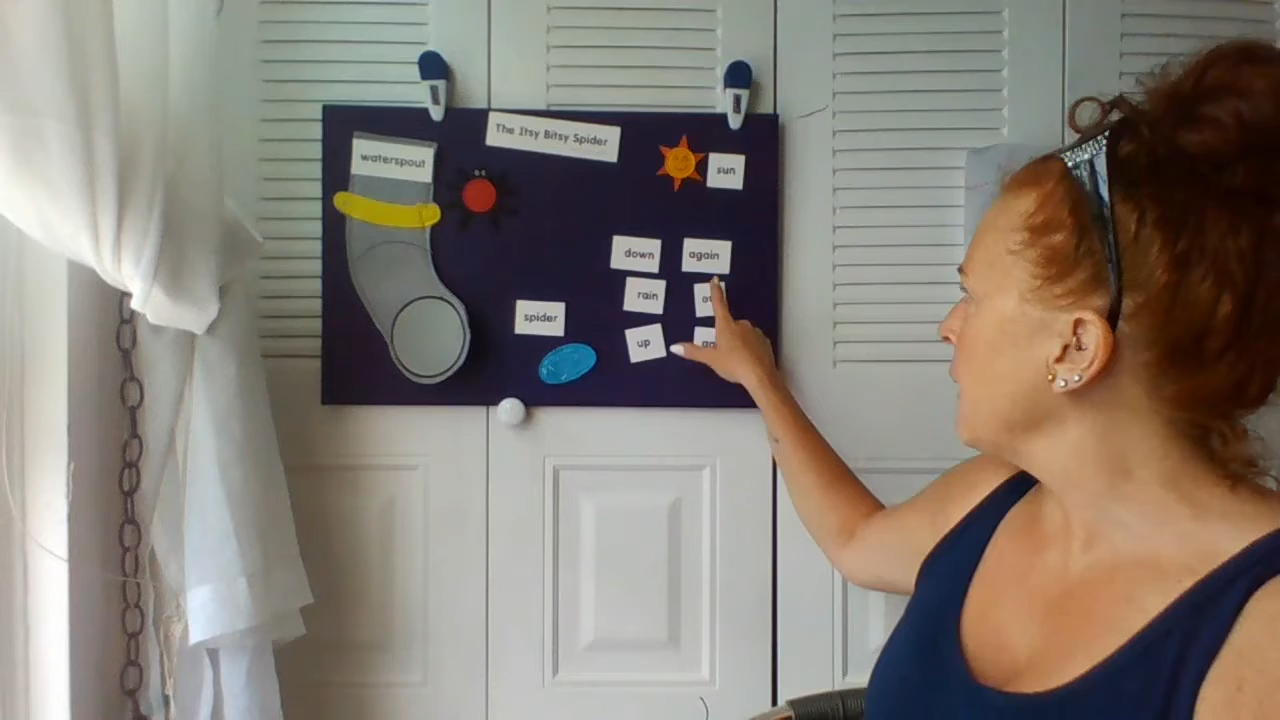 The Itsy Bitsy Spider
waterspout
sun
down
again
rain
spider
up